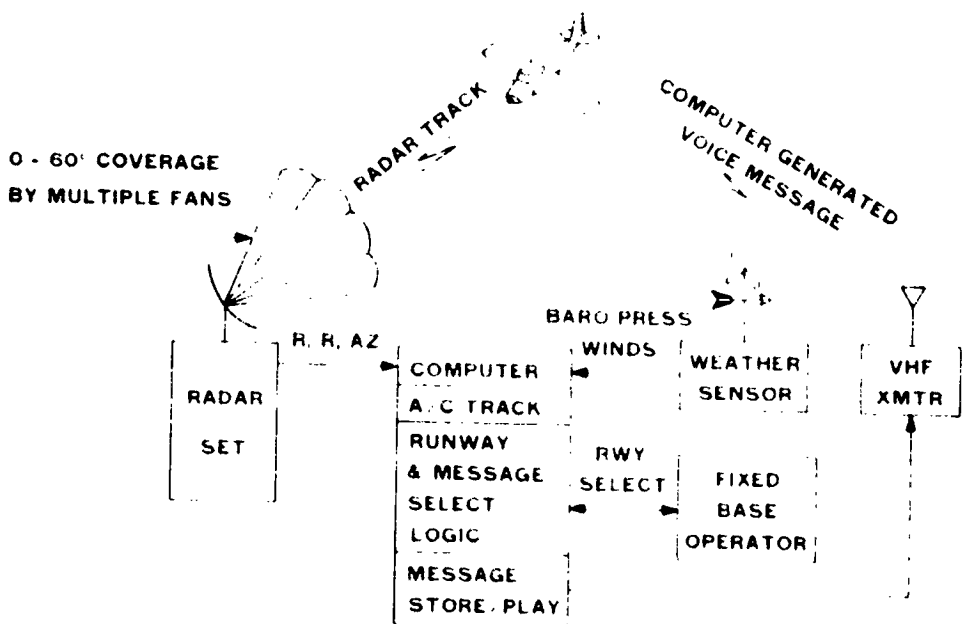 0 - 60° COVERAGE
BY MULTIPLE FANS
RADAR TRACK
COMPUTER GENERATED
VOICE MESSAGE
R, Ṙ, AZ
BARO PRESS
WINDS
RADAR
SET
COMPUTER
A/C TRACK
RUNWAY
& MESSAGE
SELECT
LOGIC
MESSAGE
STORE/PLAY
WEATHER
SENSOR
VHF
XMTR
RWY
SELECT
FIXED
BASE
OPERATOR